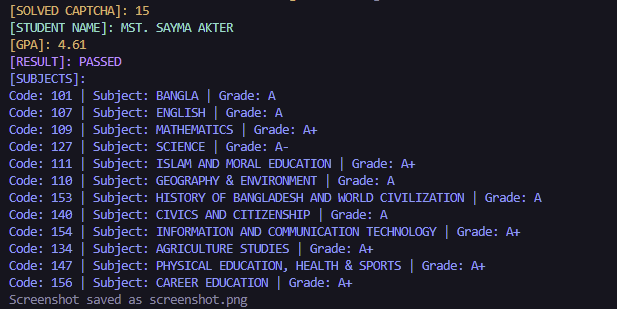 [SOLVED CAPTCHA]: 15
[STUDENT NAME]: MST. SAYMA AKTER
[GPA]: 4.61
[RESULT]: PASSED
[SUBJECTS]:
Code: 101 | Subject: BANGLA | Grade: A
Code: 107 | Subject: ENGLISH | Grade: A
Code: 109 | Subject: MATHEMATICS | Grade: A+
Code: 127 | Subject: SCIENCE | Grade: A-
Code: 111 | Subject: ISLAM AND MORAL EDUCATION | Grade: A+
Code: 110 | Subject: GEOGRAPHY & ENVIRONMENT | Grade: A
Code: 153 | Subject: HISTORY OF BANGLADESH AND WORLD CIVILIZATION | Grade: A
Code: 140 | Subject: CIVICS AND CITIZENSHIP | Grade: A
Code: 154 | Subject: INFORMATION AND COMMUNICATION TECHNOLOGY | Grade: A+
Code: 134 | Subject: AGRICULTURE STUDIES | Grade: A+
Code: 147 | Subject: PHYSICAL EDUCATION, HEALTH & SPORTS | Grade: A+
Code: 156 | Subject: CAREER EDUCATION | Grade: A+
Screenshot saved as screenshot.png